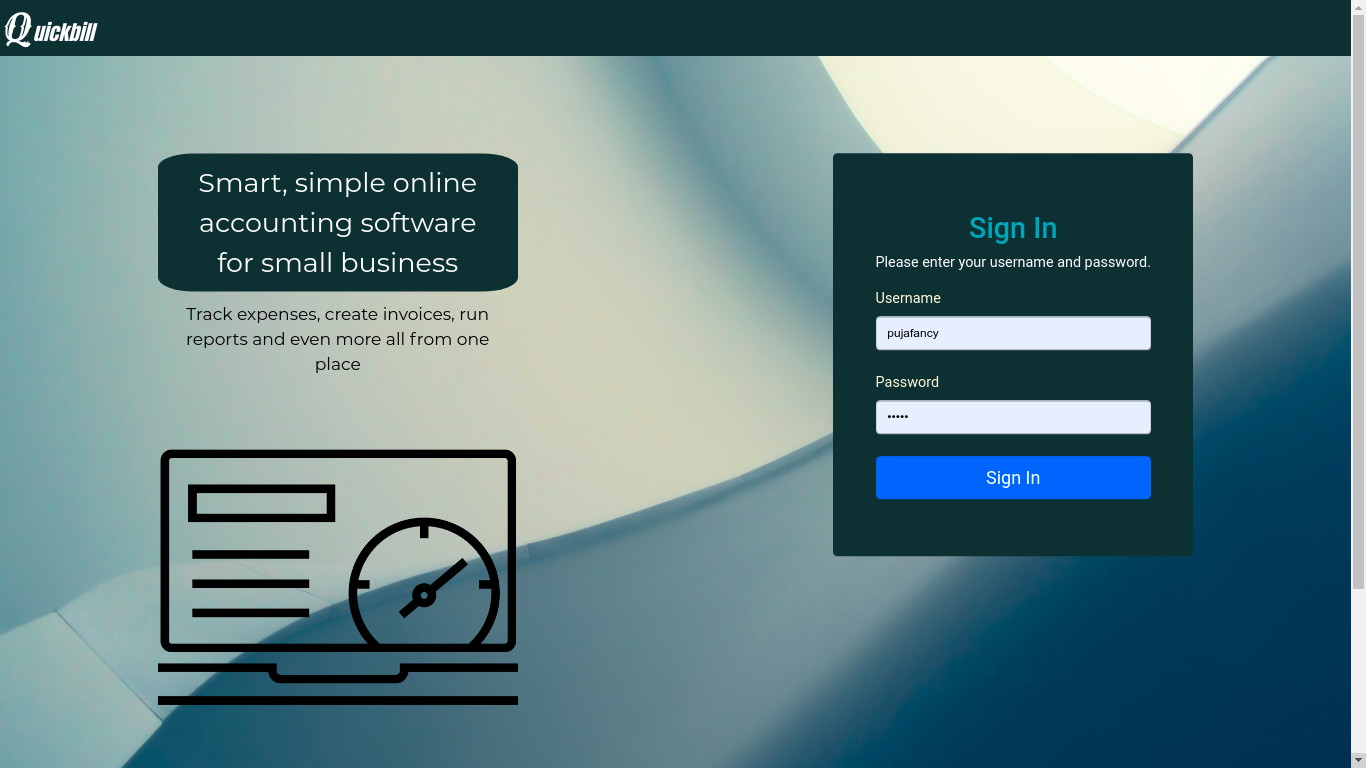 Quickbill
Smart, simple online
accounting software
for small business
Track expenses, create invoices, run
reports and even more all from one
place
Sign In
Please enter your username and password.
Username
pujafancy
Password
•••••
Sign In